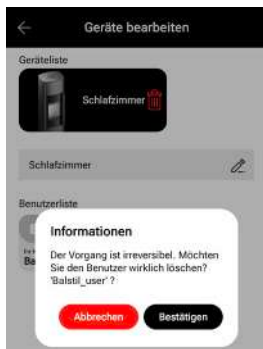 Geräte bearbeiten
Geräteliste
Schlafzimmer
Schlafzimmer
Benutzerliste
Informationen
Der Vorgang ist irreversibel. Möchten
Sie den Benutzer wirklich löschen?
'Balstil_user' ?
Abbrechen
Bestätigen